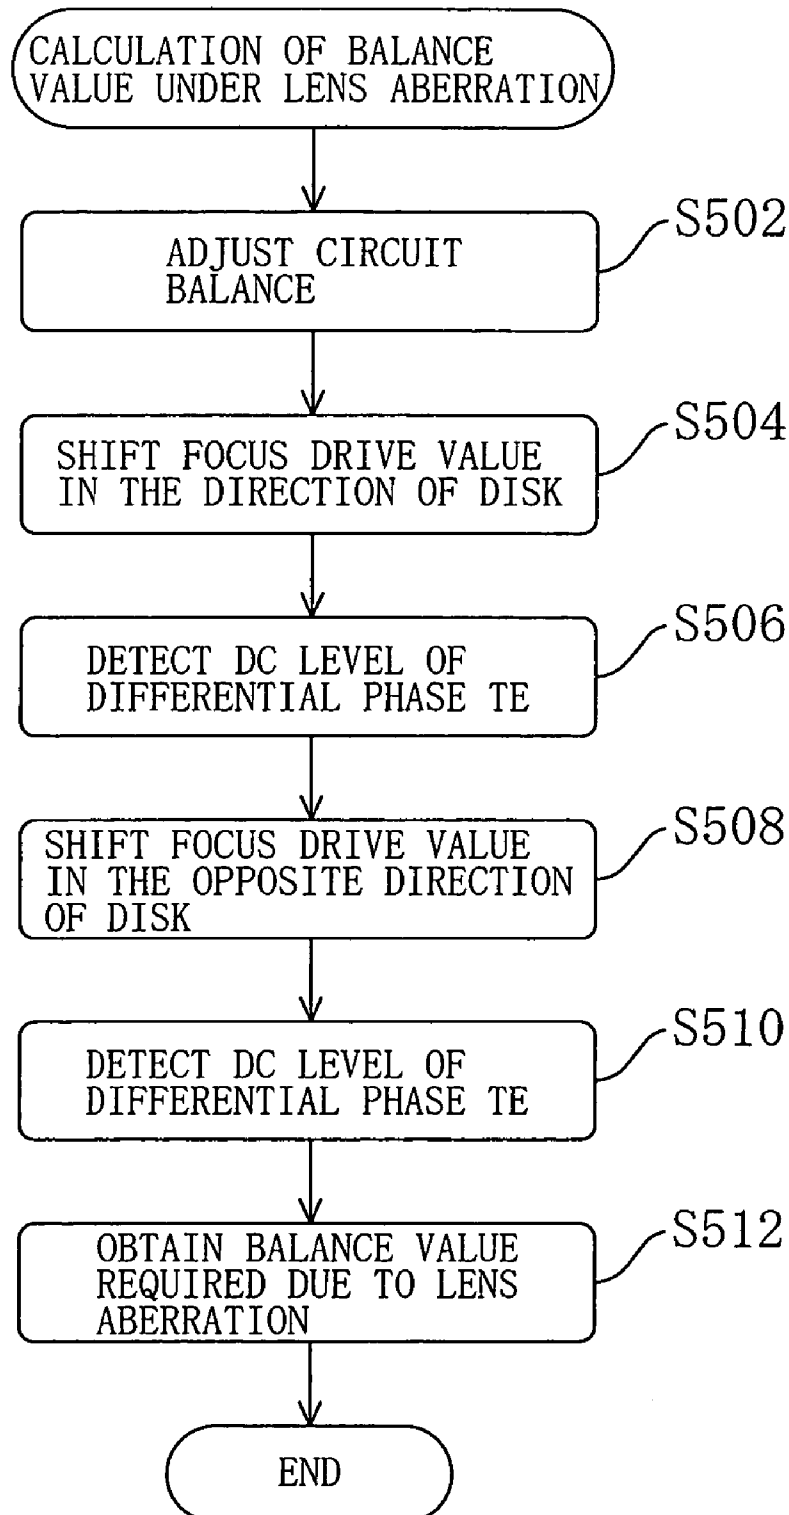 CALCULATION OF BALANCE
VALUE UNDER LENS ABERRATION
S502
ADJUST CIRCUIT
BALANCE
S504
SHIFT FOCUS DRIVE VALUE
IN THE DIRECTION OF DISK
S506
DETECT DC LEVEL OF
DIFFERENTIAL PHASE TE
S508
SHIFT FOCUS DRIVE VALUE
IN THE OPPOSITE DIRECTION
OF DISK
S510
DETECT DC LEVEL OF
DIFFERENTIAL PHASE TE
S512
OBTAIN BALANCE VALUE
REQUIRED DUE TO LENS
ABERRATION
END